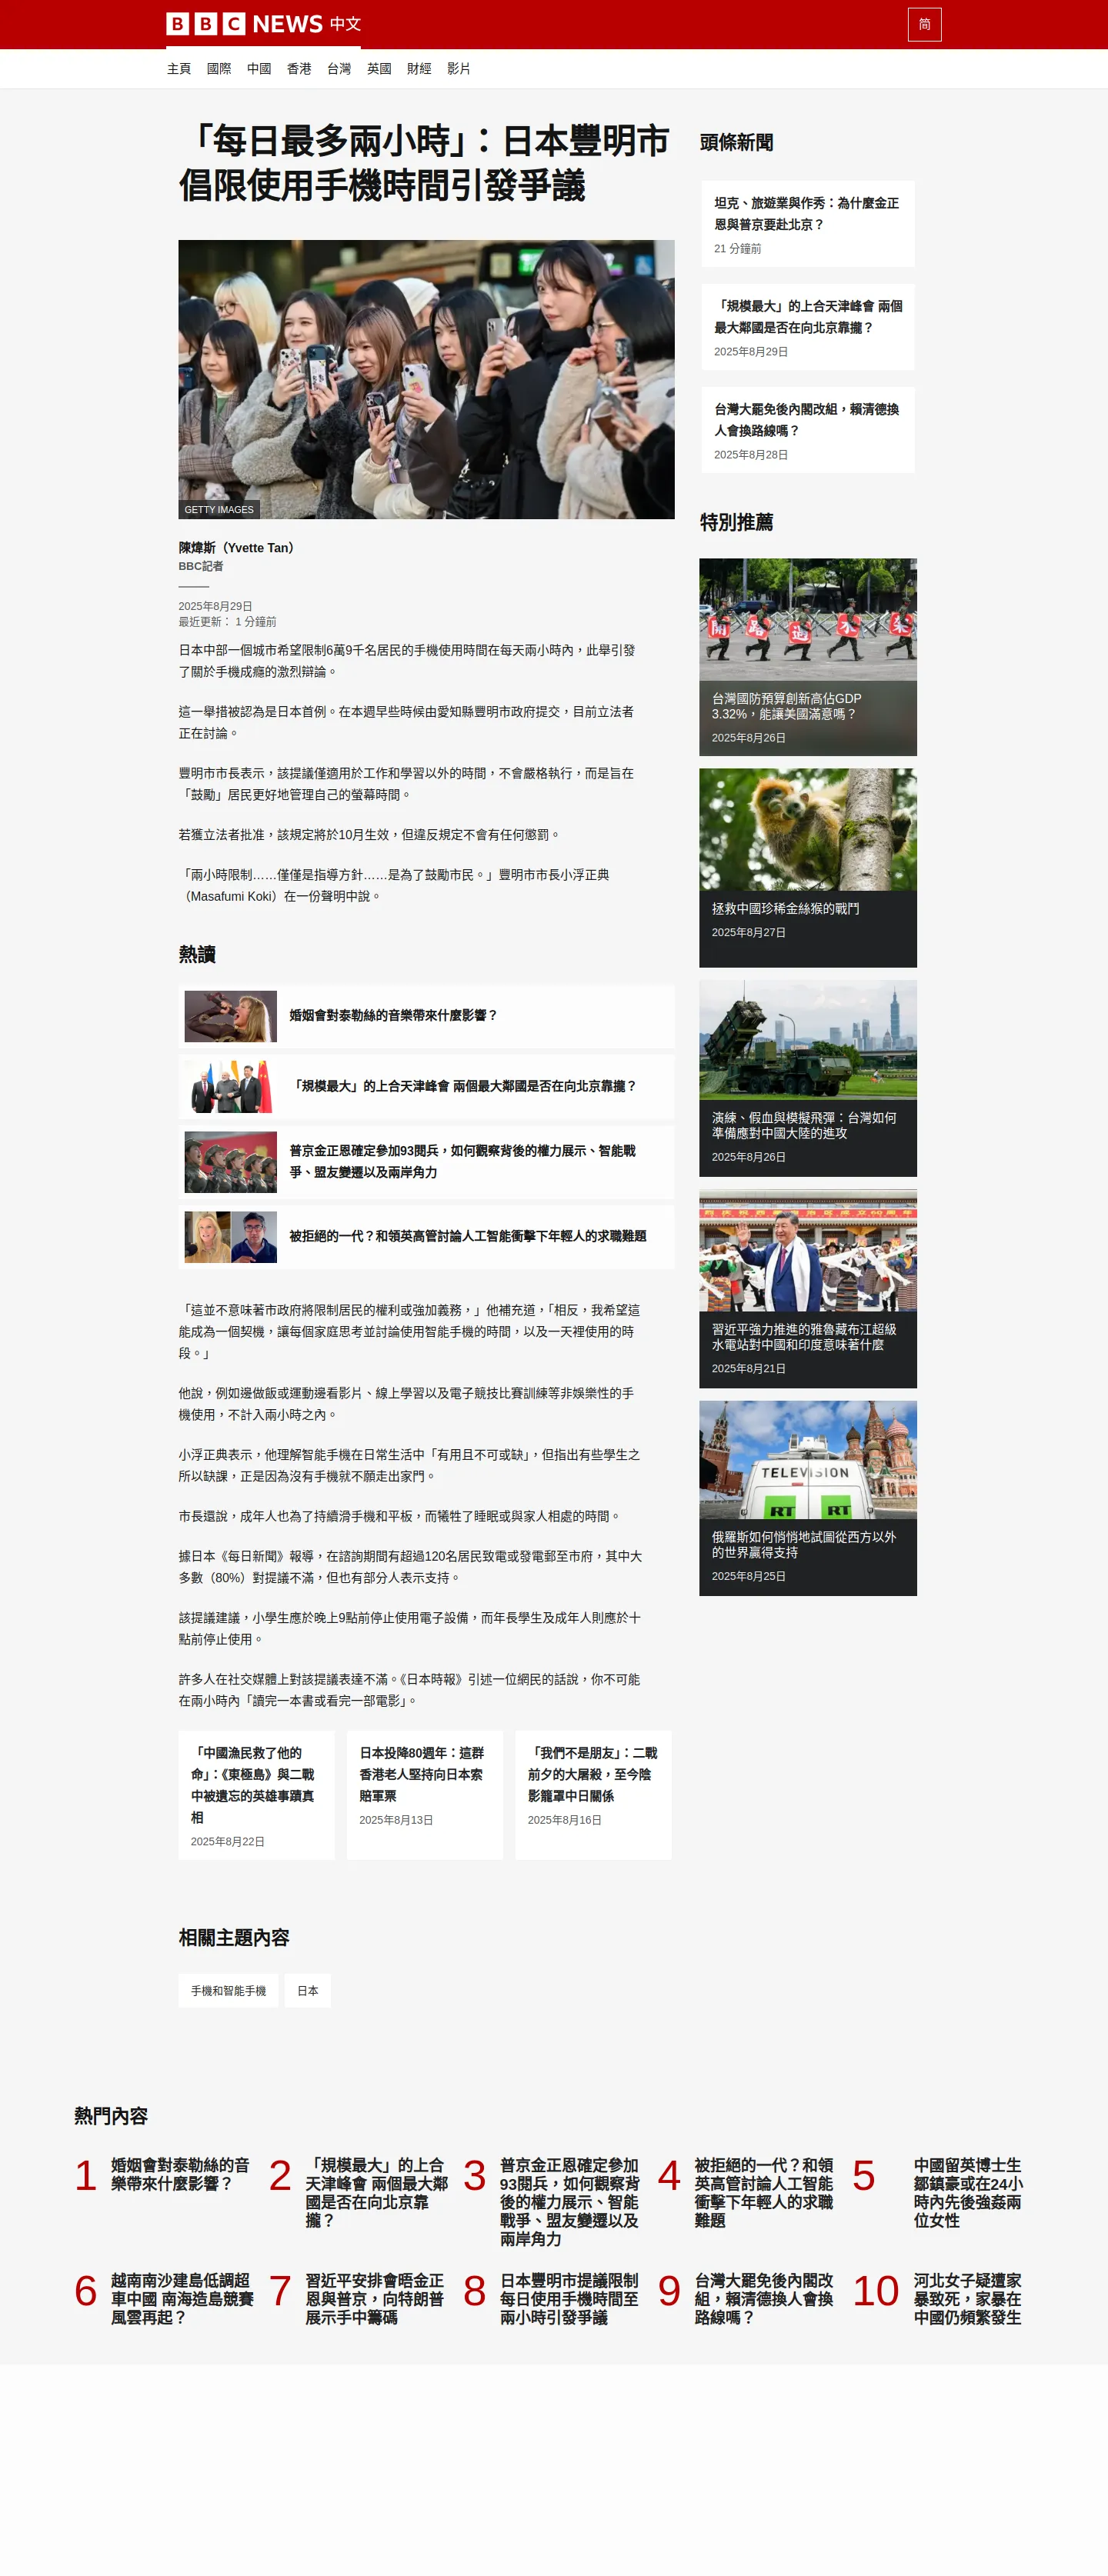 BBC NEWS 中文
简
主頁 國際 中國 香港 台灣 英國 財經 影片
「每日最多兩小時」：日本豐明市
倡限使用手機時間引發爭議
GETTY IMAGES
陳煒斯（Yvette Tan）
BBC記者
2025年8月29日
最近更新： 1 分鐘前
日本中部一個城市希望限制6萬9千名居民的手機使用時間在每天兩小時內，此舉引發
了關於手機成癮的激烈辯論。
這一舉措被認為是日本首例。在本週早些時候由愛知縣豐明市政府提交，目前立法者
正在討論。
豐明市市長表示，該提議僅適用於工作和學習以外的時間，不會嚴格執行，而是旨在
「鼓勵」居民更好地管理自己的螢幕時間。
若獲立法者批准，該規定將於10月生效，但違反規定不會有任何懲罰。
「兩小時限制……僅僅是指導方針……是為了鼓勵市民。」豐明市市長小浮正典
（Masafumi Koki）在一份聲明中說。
熱讀
婚姻會對泰勒絲的音樂帶來什麼影響？
「規模最大」的上合天津峰會 兩個最大鄰國是否在向北京靠攏？
普京金正恩確定參加93閱兵，如何觀察背後的權力展示、智能戰
爭、盟友變遷以及兩岸角力
被拒絕的一代？和領英高管討論人工智能衝擊下年輕人的求職難題
「這並不意味著市政府將限制居民的權利或強加義務，」他補充道，「相反，我希望這
能成為一個契機，讓每個家庭思考並討論使用智能手機的時間，以及一天裡使用的時
段。」
他說，例如邊做飯或運動邊看影片、線上學習以及電子競技比賽訓練等非娛樂性的手
機使用，不計入兩小時之內。
小浮正典表示，他理解智能手機在日常生活中「有用且不可或缺」，但指出有些學生之
所以缺課，正是因為沒有手機就不願走出家門。
市長還說，成年人也為了持續滑手機和平板，而犧牲了睡眠或與家人相處的時間。
據日本《每日新聞》報導，在諮詢期間有超過120名居民致電或發電郵至市府，其中大
多數（80%）對提議不滿，但也有部分人表示支持。
該提議建議，小學生應於晚上9點前停止使用電子設備，而年長學生及成年人則應於十
點前停止使用。
許多人在社交媒體上對該提議表達不滿。《日本時報》引述一位網民的話說，你不可能
在兩小時內「讀完一本書或看完一部電影」。
「中國漁民救了他的
命」：《東極島》與二戰
中被遺忘的英雄事蹟真
相
2025年8月22日
日本投降80週年：這群
香港老人堅持向日本索
賠軍票
2025年8月13日
「我們不是朋友」：二戰
前夕的大屠殺，至今陰
影籠罩中日關係
2025年8月16日
相關主題內容
手機和智能手機
日本
頭條新聞
坦克、旅遊業與作秀：為什麼金正
恩與普京要赴北京？
21 分鐘前
「規模最大」的上合天津峰會 兩個
最大鄰國是否在向北京靠攏？
2025年8月29日
台灣大罷免後內閣改組，賴清德換
人會換路線嗎？
2025年8月28日
特別推薦
開路過水架
台灣國防預算創新高佔GDP
3.32%，能讓美國滿意嗎？
2025年8月26日
拯救中國珍稀金絲猴的戰鬥
2025年8月27日
演練、假血與模擬飛彈：台灣如何
準備應對中國大陸的進攻
2025年8月26日
習近平強力推進的雅魯藏布江超級
水電站對中國和印度意味著什麼
2025年8月21日
TELEVISION
RT RT
俄羅斯如何悄悄地試圖從西方以外
的世界贏得支持
2025年8月25日
熱門內容
1
婚姻會對泰勒絲的音
樂帶來什麼影響？
2
「規模最大」的上合
天津峰會 兩個最大鄰
國是否在向北京靠
攏？
3
普京金正恩確定參加
93閱兵，如何觀察背
後的權力展示、智能
戰爭、盟友變遷以及
兩岸角力
4
被拒絕的一代？和領
英高管討論人工智能
衝擊下年輕人的求職
難題
5
中國留英博士生
鄒鎮豪或在24小
時內先後強姦兩
位女性
6
越南南沙建島低調超
車中國 南海造島競賽
風雲再起？
7
習近平安排會晤金正
恩與普京，向特朗普
展示手中籌碼
8
日本豐明市提議限制
每日使用手機時間至
兩小時引發爭議
9
台灣大罷免後內閣改
組，賴清德換人會換
路線嗎？
10
河北女子疑遭家
暴致死，家暴在
中國仍頻繁發生